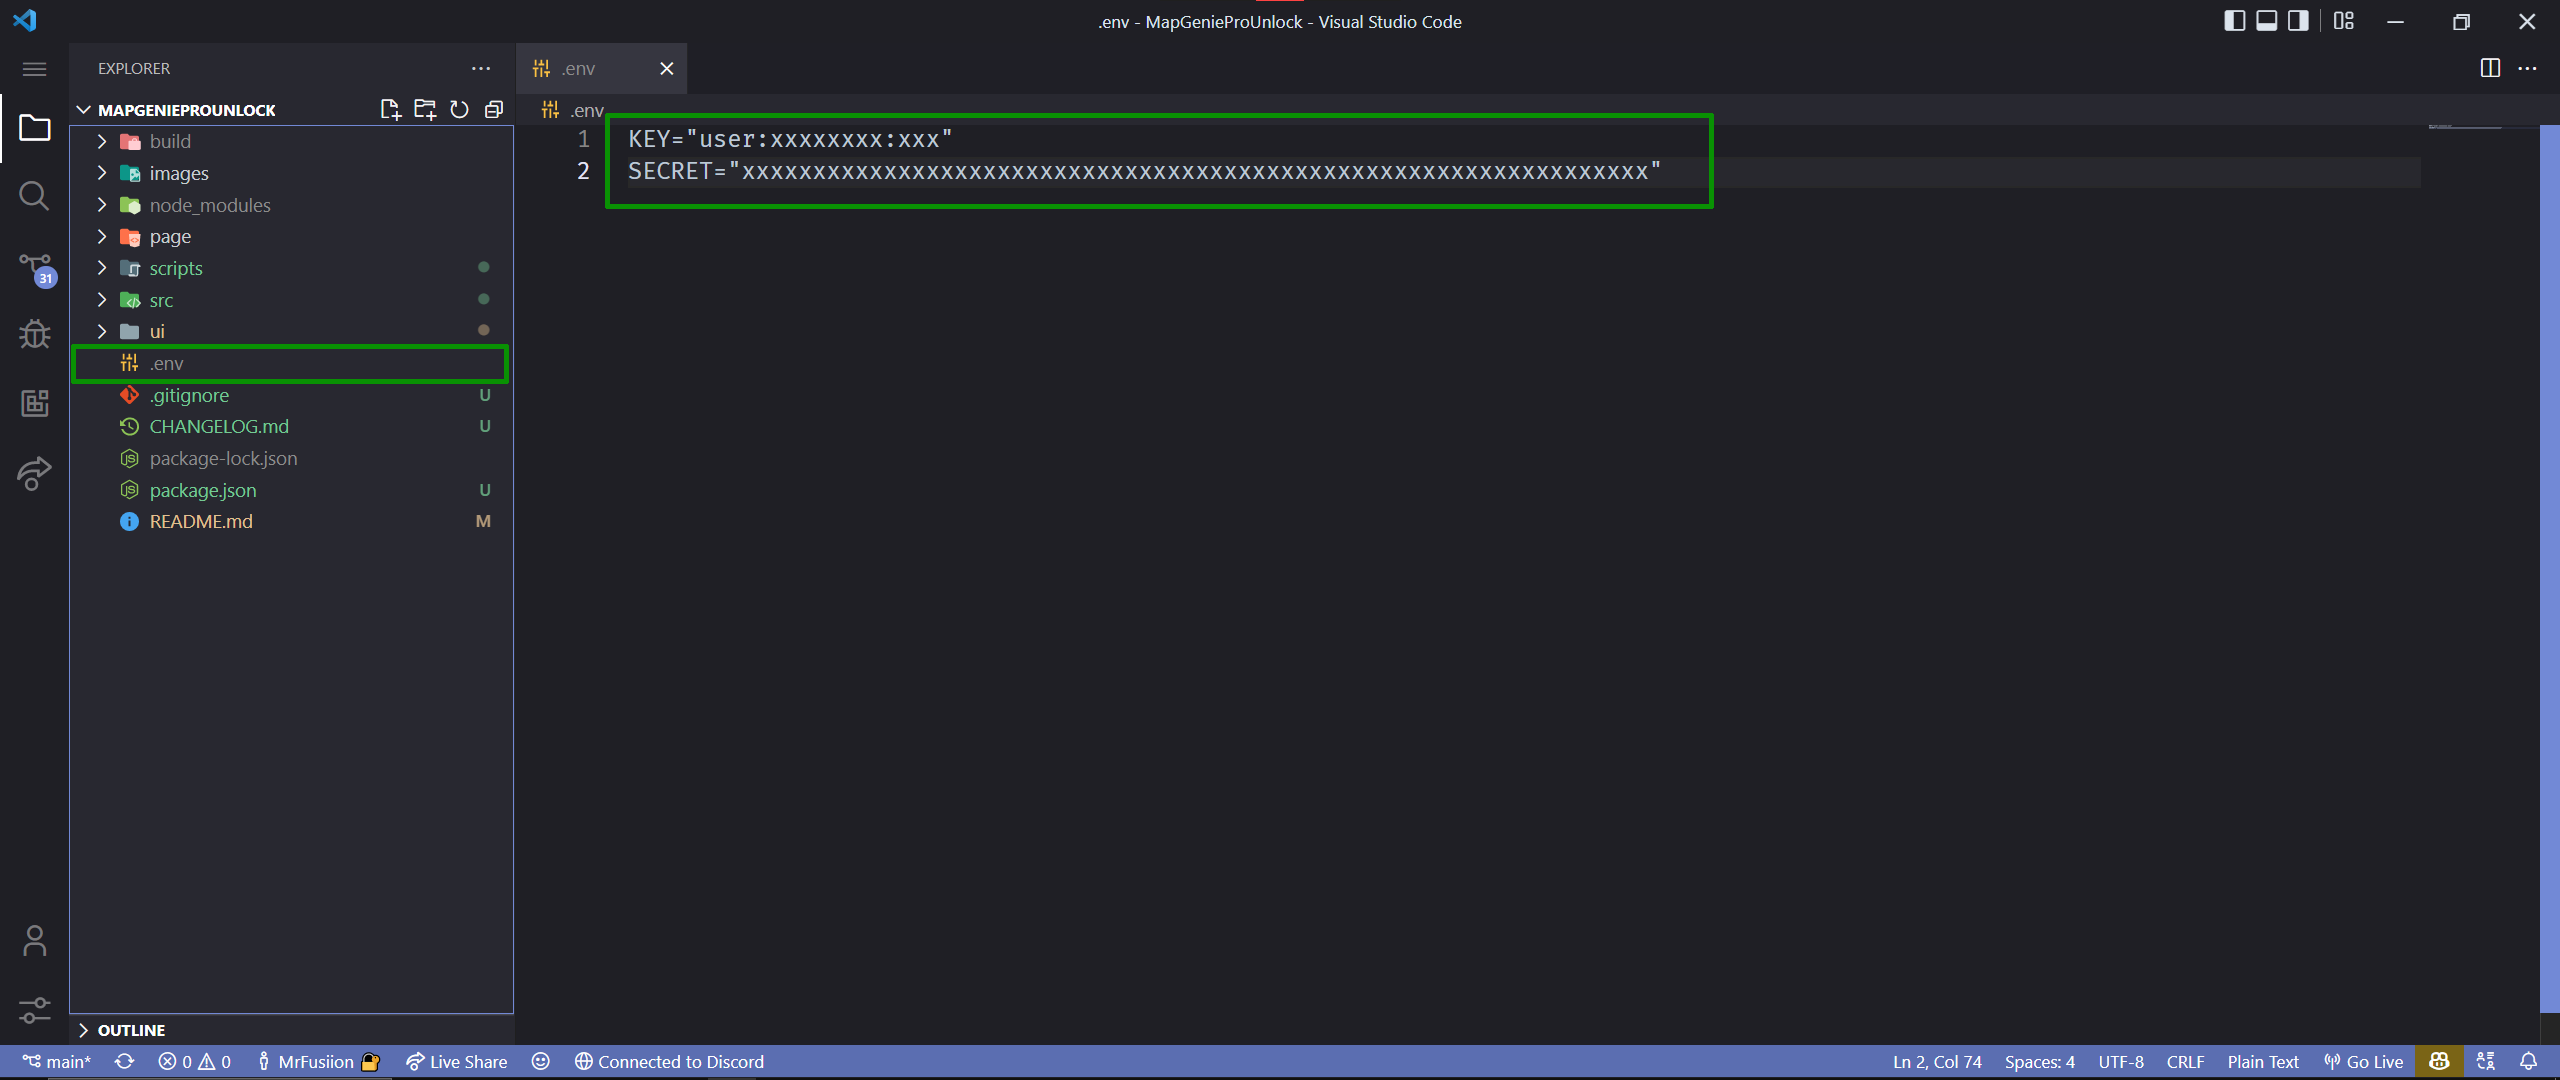 .env - MapGenieProUnlock - Visual Studio Code
EXPLORER
.env
MAPGENIEPROUNLOCK
.env
build
images
node_modules
page
scripts
src
ui
.env
.gitignore U
CHANGELOG.md U
package-lock.json
package.json U
README.md M
1 KEY="user:xxxxxxxx:xxx"
2 SECRET="xxxxxxxxxxxxxxxxxxxxxxxxxxxxxxxxxxxxxxxxxxxxxxxxxxxxxxxxxxxxxxxx"
31
OUTLINE
main* 0 0 MrFusiion Live Share Connected to Discord Ln 2, Col 74 Spaces: 4 UTF-8 CRLF Plain Text Go Live